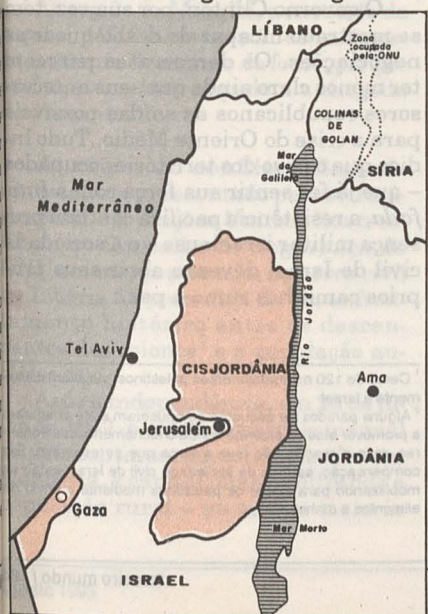 LÍBANO
Zona
ocupada
pela ONU
COLINAS
DE
GOLAN
SÍRIA
Mar
da
Galiléia
Mar
Mediterrâneo
Rio Jordão
Tel Aviv
CISJORDÂNIA
Ama
Jerusalém
JORDÂNIA
Gaza
Mar Morto
ISRAEL